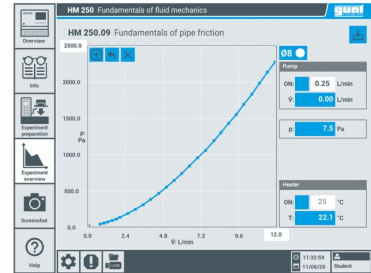 HM 250 Fundamentals of fluid mechanics
gunt
Overview
Info
Experiment preparation
Experiment overview
Screenshot
Help
HM 250.09 Fundamentals of pipe friction
2500.0
2000.0
1500.0
p:
Pa
1000.0
500.0
0.0
0.0 2.4 4.8 7.2 9.6 12.0
V̇: L/min
Ø8
Pump
ON: 0.25 L/min
V̇: 0.00 L/min
p: 7.5 Pa
Heater
ON: 25 °C
T: 22.1 °C
11:32:59
11/06/20 Student